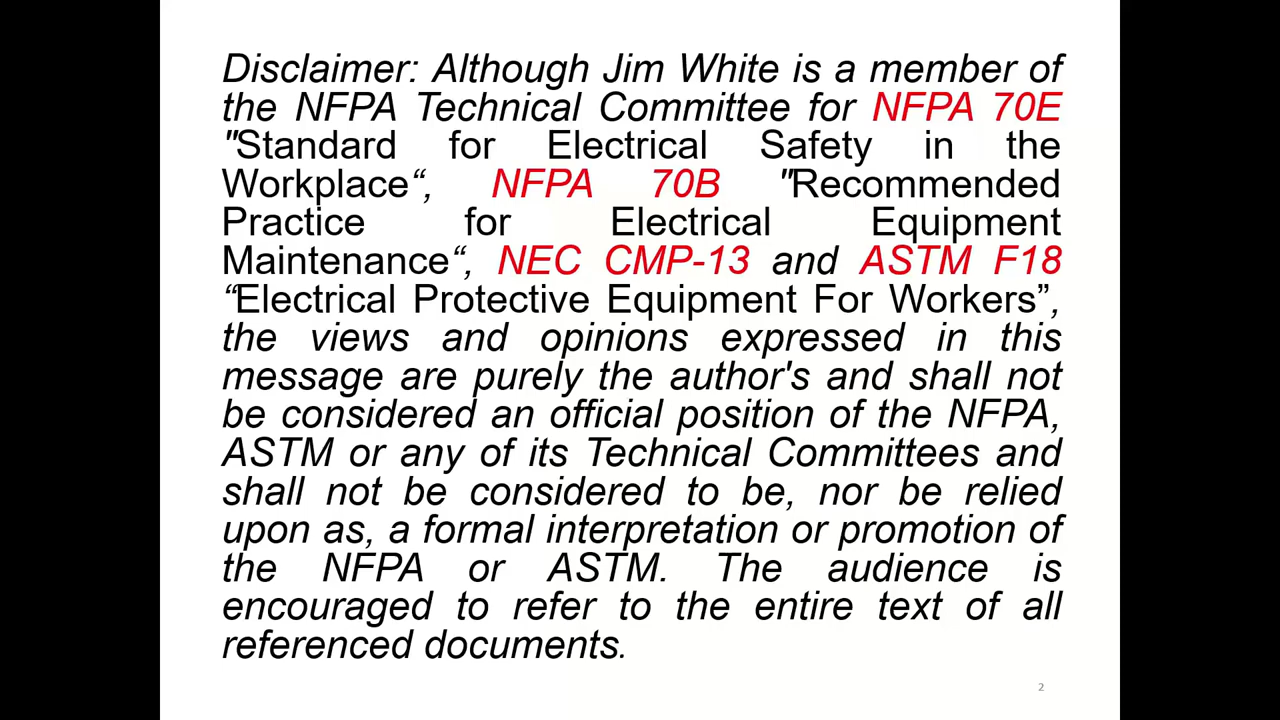 Disclaimer: Although Jim White is a member of
the NFPA Technical Committee for NFPA 70E
"Standard for Electrical Safety in the
Workplace“, NFPA 70B "Recommended
Practice for Electrical Equipment
Maintenance“, NEC CMP-13 and ASTM F18
“Electrical Protective Equipment For Workers”,
the views and opinions expressed in this
message are purely the author's and shall not
be considered an official position of the NFPA,
ASTM or any of its Technical Committees and
shall not be considered to be, nor be relied
upon as, a formal interpretation or promotion of
the NFPA or ASTM. The audience is
encouraged to refer to the entire text of all
referenced documents.
2